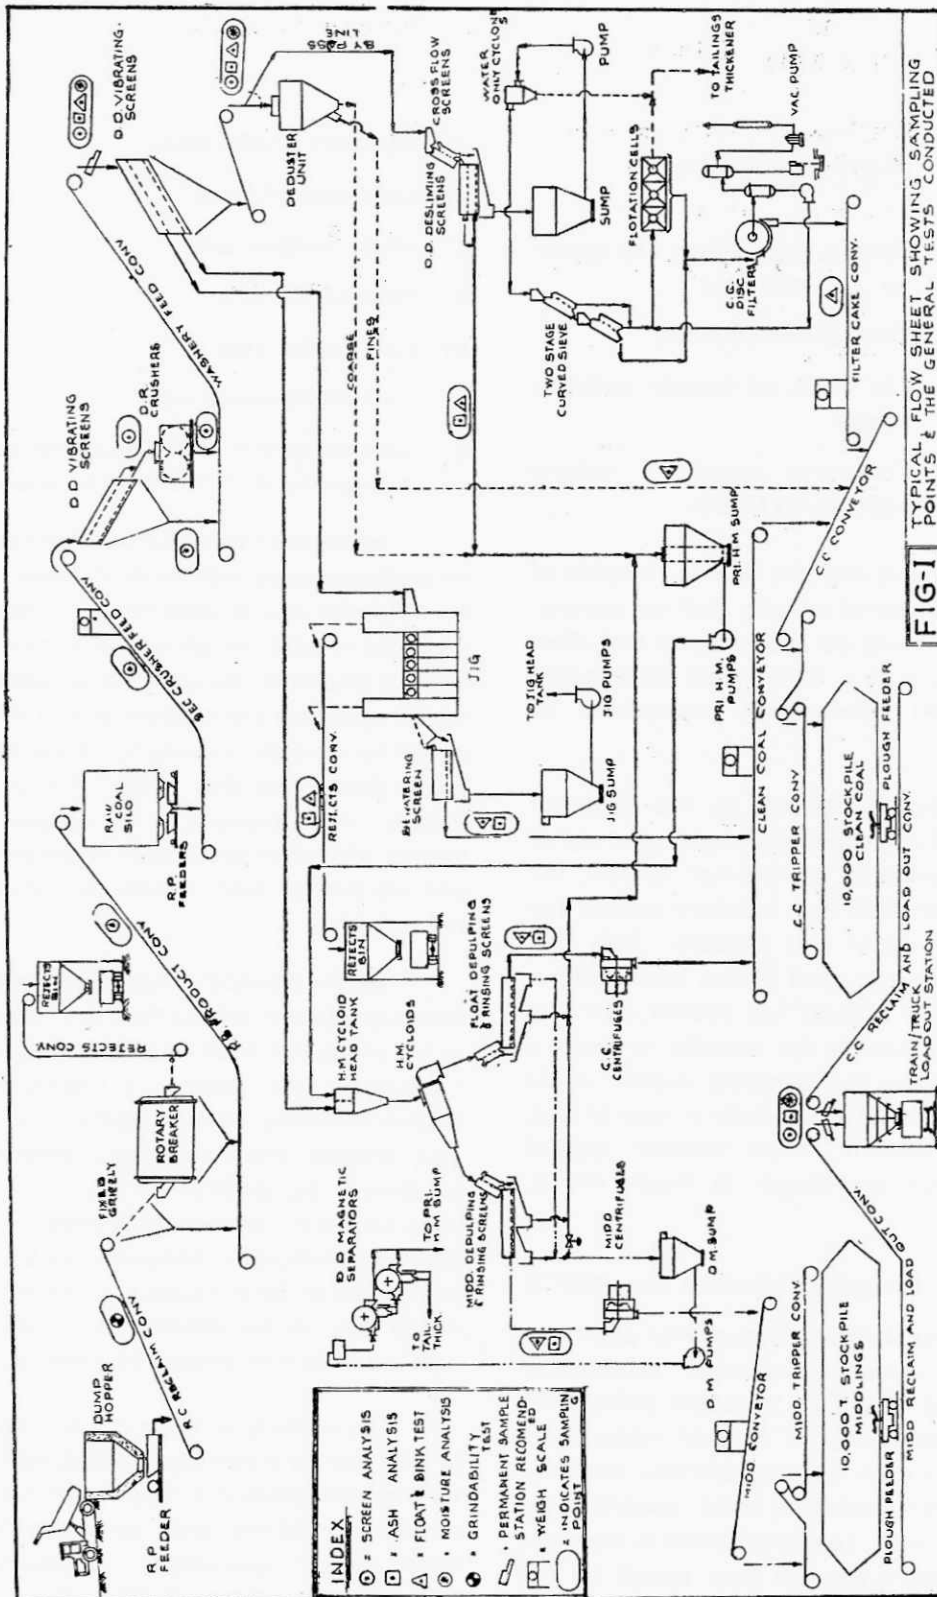 DUMP
HOPPER
R.P.
FEEDER
R C RECLAIM CONV
FIXED
GRIZZLY
ROTARY
BREAKER
REJECTS CONV.
REJECTS
BIN
R.B. PRODUCT CONV
RAW
COAL
SILO
R.P.
FEEDERS
SEC CRUSHER FEED CONV
D D VIBRATING
SCREENS
D.R.
CRUSHERS
WASHERY FEED CONV
D.D. VIBRATING
SCREENS
DEDUSTER
UNIT
BY PASS
LINE
COARSE
FINES
CROSS FLOW
SCREENS
D.D. DESLIMING
SCREENS
SUMP
PUMP
WATER
ONLY CYCLONES
TWO STAGE
CURVED SIEVE
FLOTATION CELLS
TO TAILINGS
THICKENER
VAC. PUMP
C.G.
DISC
FILTERS
FILTER CAKE CONV.
JIG
REJECTS CONV.
REJECTS
BIN
DEWATERING
SCREEN
JIG SUMP
JIG PUMPS
TO JIG HEAD
TANK
H.M CYCLOID
HEAD TANK
H.M.
CYCLOIDS
FLOAT DEPULPING
& RINSING SCREENS
C.C.
CENTRIFUGES
PRI. H M SUMP
PRI H.M.
PUMPS
D D MAGNETIC
SEPARATORS
TO PRI.
H M SUMP
TO
TAIL
THICK
MIDD. DEPULPING
& RINSING SCREENS
MIDD
CENTRIFUGES
D.M. SUMP
D M PUMPS
CLEAN COAL CONVEYOR
C C CONVEYOR
C.C TRIPPER CONV
10,000 T STOCKPILE
CLEAN COAL
PLOUGH FEEDER
C.C RECLAIM AND LOAD OUT CONV.
TRAIN/TRUCK
LOAD OUT STATION
MIDD CONVEYOR
MIDD. TRIPPER CONV.
10,000 T. STOCKPILE
MIDDLINGS
PLOUGH FEEDER
MIDD RECLAIM AND LOAD OUT CONV
INDEX
= SCREEN ANALYSIS
= ASH ANALYSIS
= FLOAT & SINK TEST
= MOISTURE ANALYSIS
= GRINDABILITY
TEST
= PERMANENT SAMPLE
STATION RECOMEND-
ED
= WEIGH SCALE
= INDICATES SAMPLING
POINT
FIG-I
TYPICAL FLOW SHEET SHOWING SAMPLING
POINTS & THE GENERAL TESTS CONDUCTED